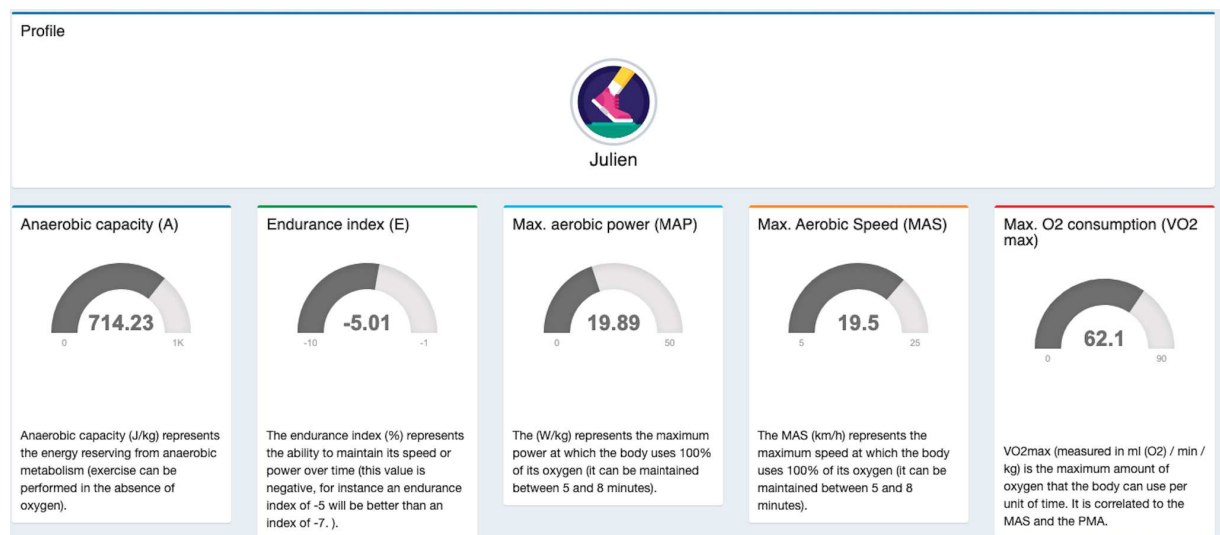 Profile
Julien
Anaerobic capacity (A)
714.23
0
1K
Anaerobic capacity (J/kg) represents
the energy reserving from anaerobic
metabolism (exercise can be
performed in the absence of
oxygen).
Endurance index (E)
-5.01
-10
-1
The endurance index (%) represents
the ability to maintain its speed or
power over time (this value is
negative, for instance an endurance
index of -5 will be better than an
index of -7. ).
Max. aerobic power (MAP)
19.89
0
50
The (W/kg) represents the maximum
power at which the body uses 100%
of its oxygen (it can be maintained
between 5 and 8 minutes).
Max. Aerobic Speed (MAS)
19.5
5
25
The MAS (km/h) represents the
maximum speed at which the body
uses 100% of its oxygen (it can be
maintained between 5 and 8
minutes).
Max. O2 consumption (VO2
max)
62.1
0
90
VO2max (measured in ml (O2) / min /
kg) is the maximum amount of
oxygen that the body can use per
unit of time. It is correlated to the
MAS and the PMA.